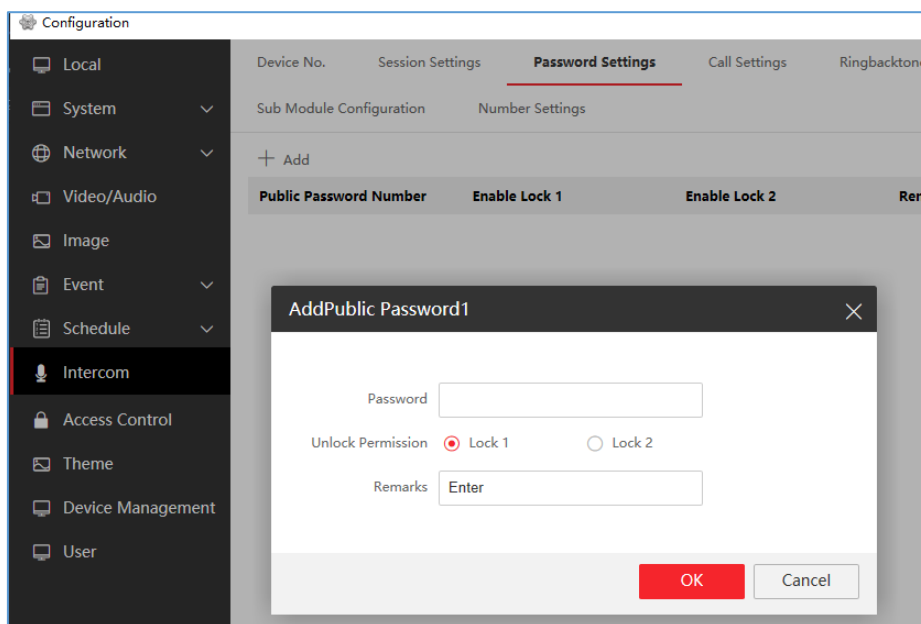 Configuration
Local
System
Network
Video/Audio
Image
Event
Schedule
Intercom
Access Control
Theme
Device Management
User
Device No. Session Settings Password Settings Call Settings Ringbacktone
Sub Module Configuration Number Settings
Add
Public Password Number Enable Lock 1 Enable Lock 2 Rer
AddPublic Password1
Password
Unlock Permission Lock 1 Lock 2
Remarks Enter
OK Cancel